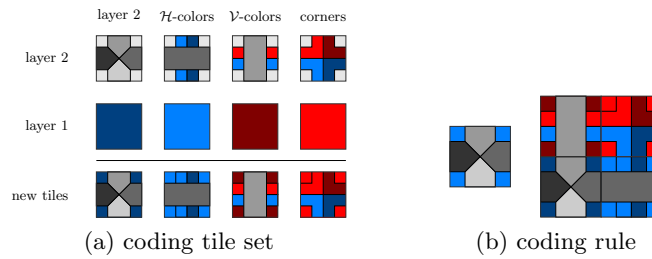 layer 2 𝓗-colors 𝓥-colors corners
layer 2
layer 1
new tiles
(a) coding tile set
(b) coding rule